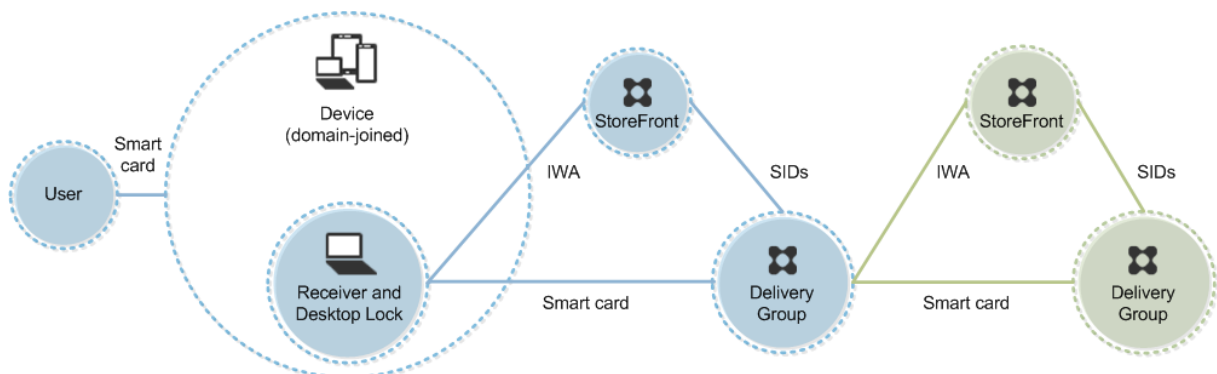 User
Smart
card
Device
(domain-joined)
Receiver and
Desktop Lock
IWA
StoreFront
SIDs
Smart card
Delivery
Group
IWA
StoreFront
SIDs
Smart card
Delivery
Group